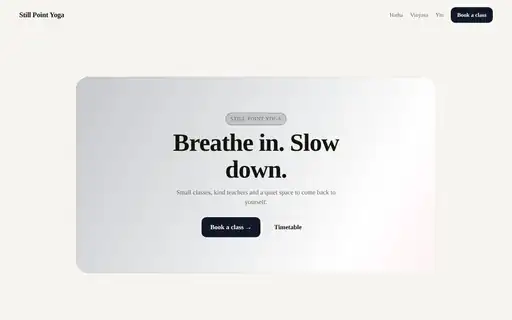 Still Point Yoga
Hatha Vinyasa Yin Book a class
STILL POINT YOGA
Breathe in. Slow
down.
Small classes, kind teachers and a quiet space to come back to
yourself.
Book a class → Timetable